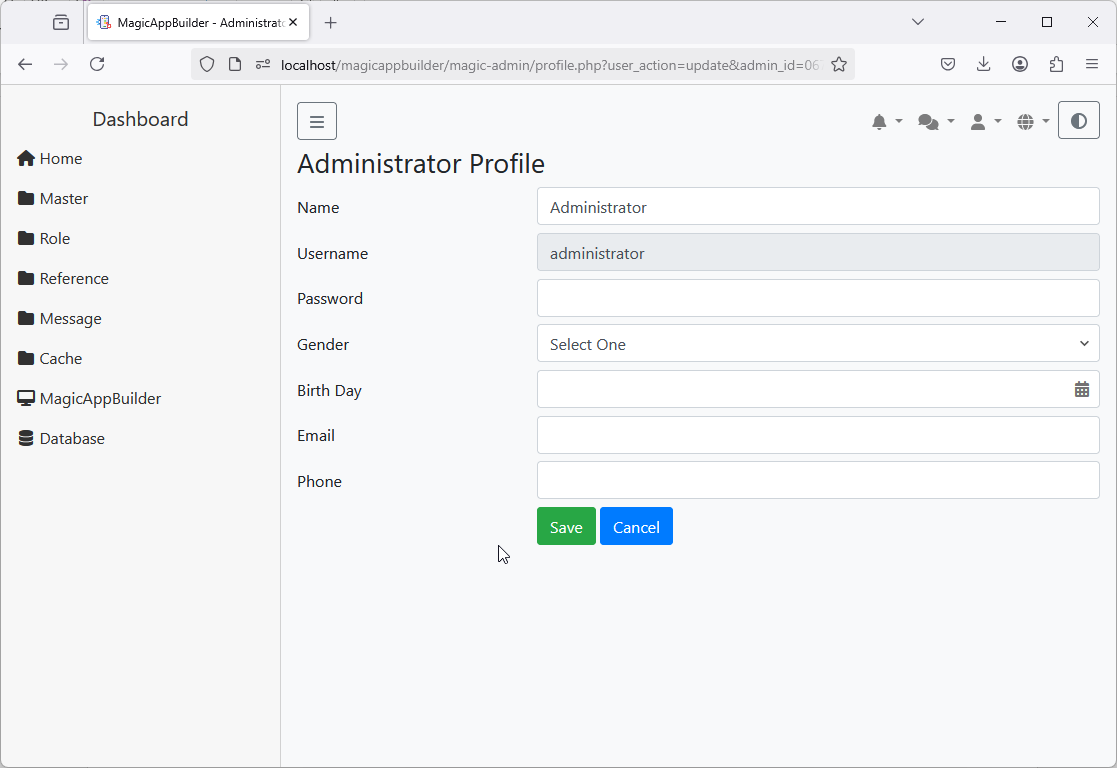 MagicAppBuilder - Administrat
localhost/magicappbuilder/magic-admin/profile.php?user_action=update&admin_id=06
Dashboard
Home
Master
Role
Reference
Message
Cache
MagicAppBuilder
Database
Administrator Profile
Name Administrator
Username administrator
Password
Gender Select One
Birth Day
Email
Phone
Save Cancel